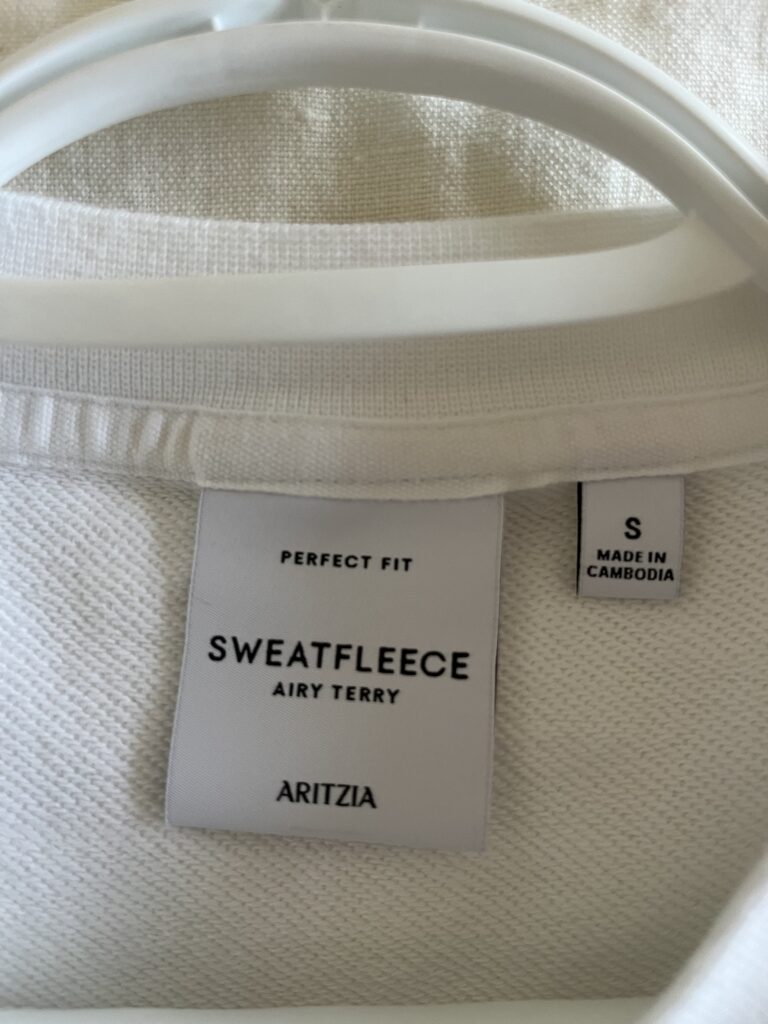 PERFECT FIT
SWEATFLEECE
AIRY TERRY
ARITZIA
S
MADE IN
CAMBODIA